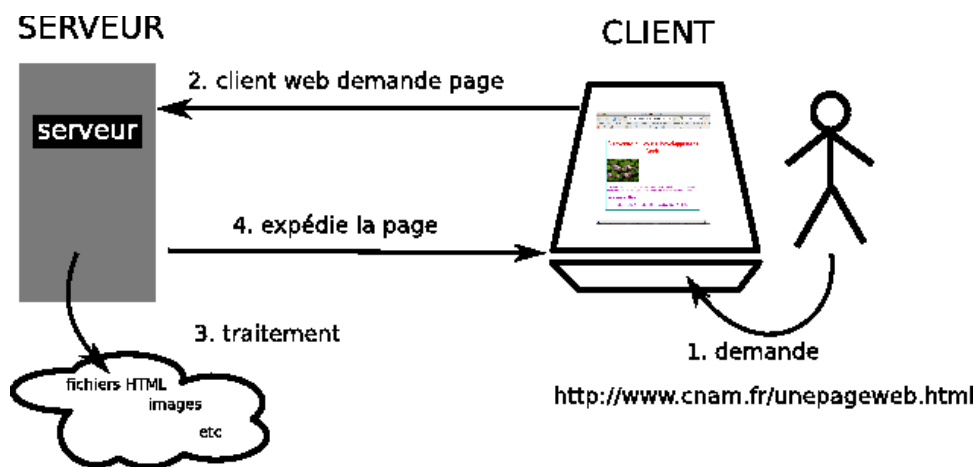 SERVEUR
CLIENT
2. client web demande page
serveur
4. expédie la page
3. traitement
1. demande
fichiers HTML
images
etc
http://www.cnam.fr/unepageweb.html